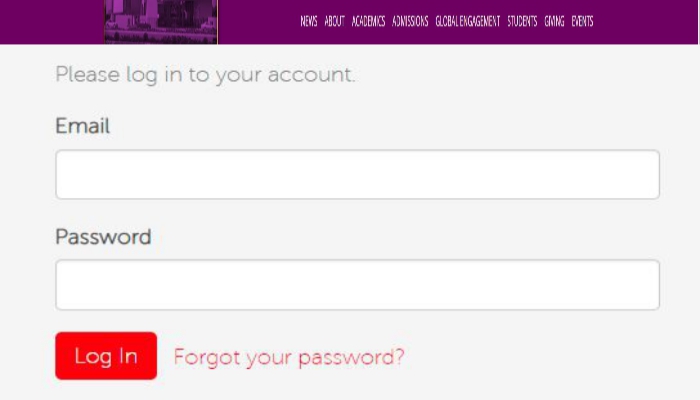 NEWS ABOUT ACADEMICS ADMISSIONS GLOBAL ENGAGEMENT STUDENTS GIVING EVENTS
Please log in to your account.
Email
Password
Log In Forgot your password?